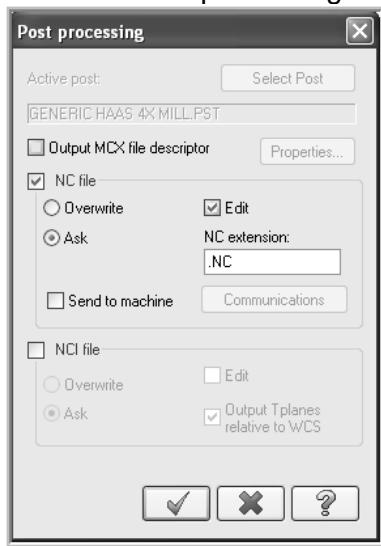 Post processing
Active post:
Select Post
GENERIC HAAS 4X MILL.PST
Output MCX file descriptor
Properties...
NC file
Overwrite
Edit
Ask
NC extension:
.NC
Send to machine
Communications
NCI file
Overwrite
Edit
Ask
Output Tplanes
relative to WCS